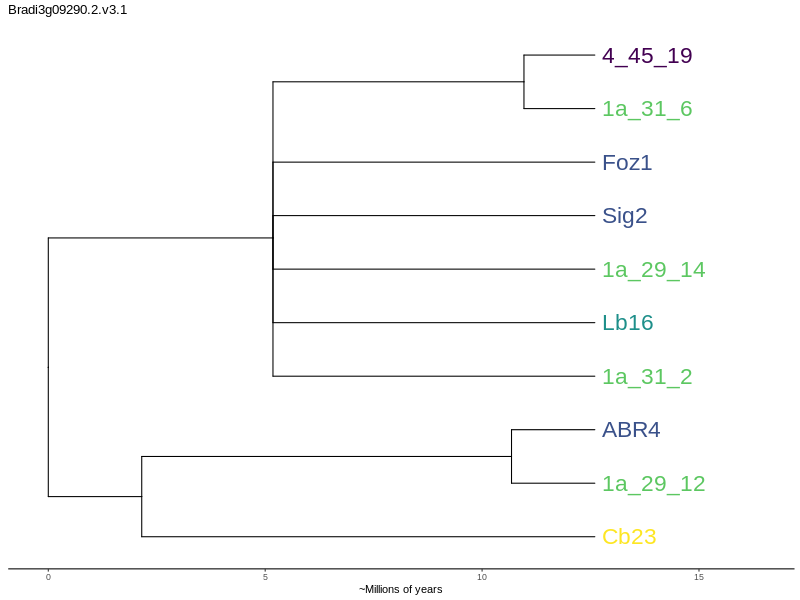 Bradi3g09290.2.v3.1
4_45_19
1a_31_6
Foz1
Sig2
1a_29_14
Lb16
1a_31_2
ABR4
1a_29_12
Cb23
0 5 10 15
~Millions of years